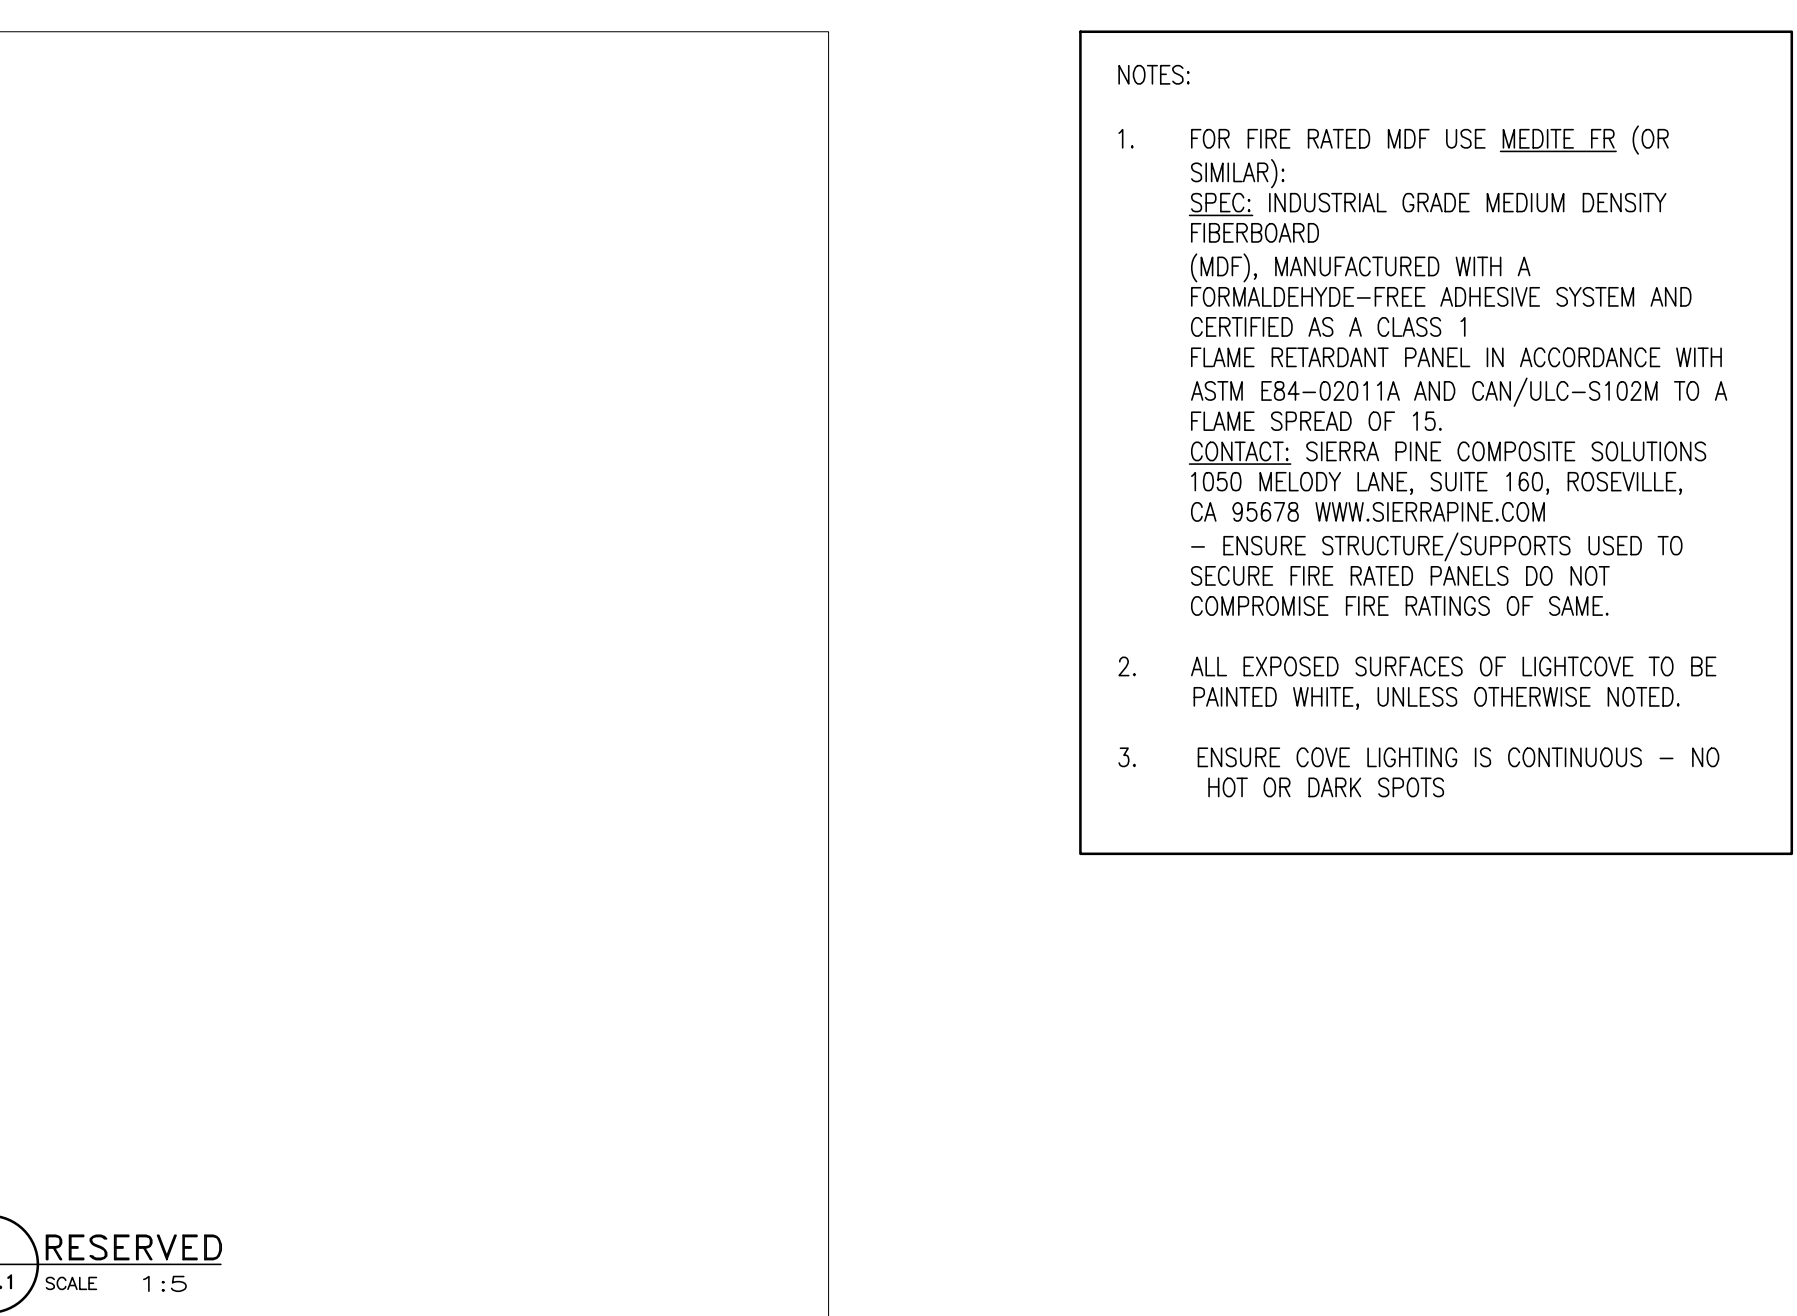 NOTES:
1. FOR FIRE RATED MDF USE MEDITE FR (OR
SIMILAR):
SPEC: INDUSTRIAL GRADE MEDIUM DENSITY
FIBERBOARD
(MDF), MANUFACTURED WITH A
FORMALDEHYDE–FREE ADHESIVE SYSTEM AND
CERTIFIED AS A CLASS 1
FLAME RETARDANT PANEL IN ACCORDANCE WITH
ASTM E84–02011A AND CAN/ULC–S102M TO A
FLAME SPREAD OF 15.
CONTACT: SIERRA PINE COMPOSITE SOLUTIONS
1050 MELODY LANE, SUITE 160, ROSEVILLE,
CA 95678 WWW.SIERRAPINE.COM
– ENSURE STRUCTURE/SUPPORTS USED TO
SECURE FIRE RATED PANELS DO NOT
COMPROMISE FIRE RATINGS OF SAME.
2. ALL EXPOSED SURFACES OF LIGHTCOVE TO BE
PAINTED WHITE, UNLESS OTHERWISE NOTED.
3. ENSURE COVE LIGHTING IS CONTINUOUS – NO
HOT OR DARK SPOTS
RESERVED
.1 SCALE 1:5